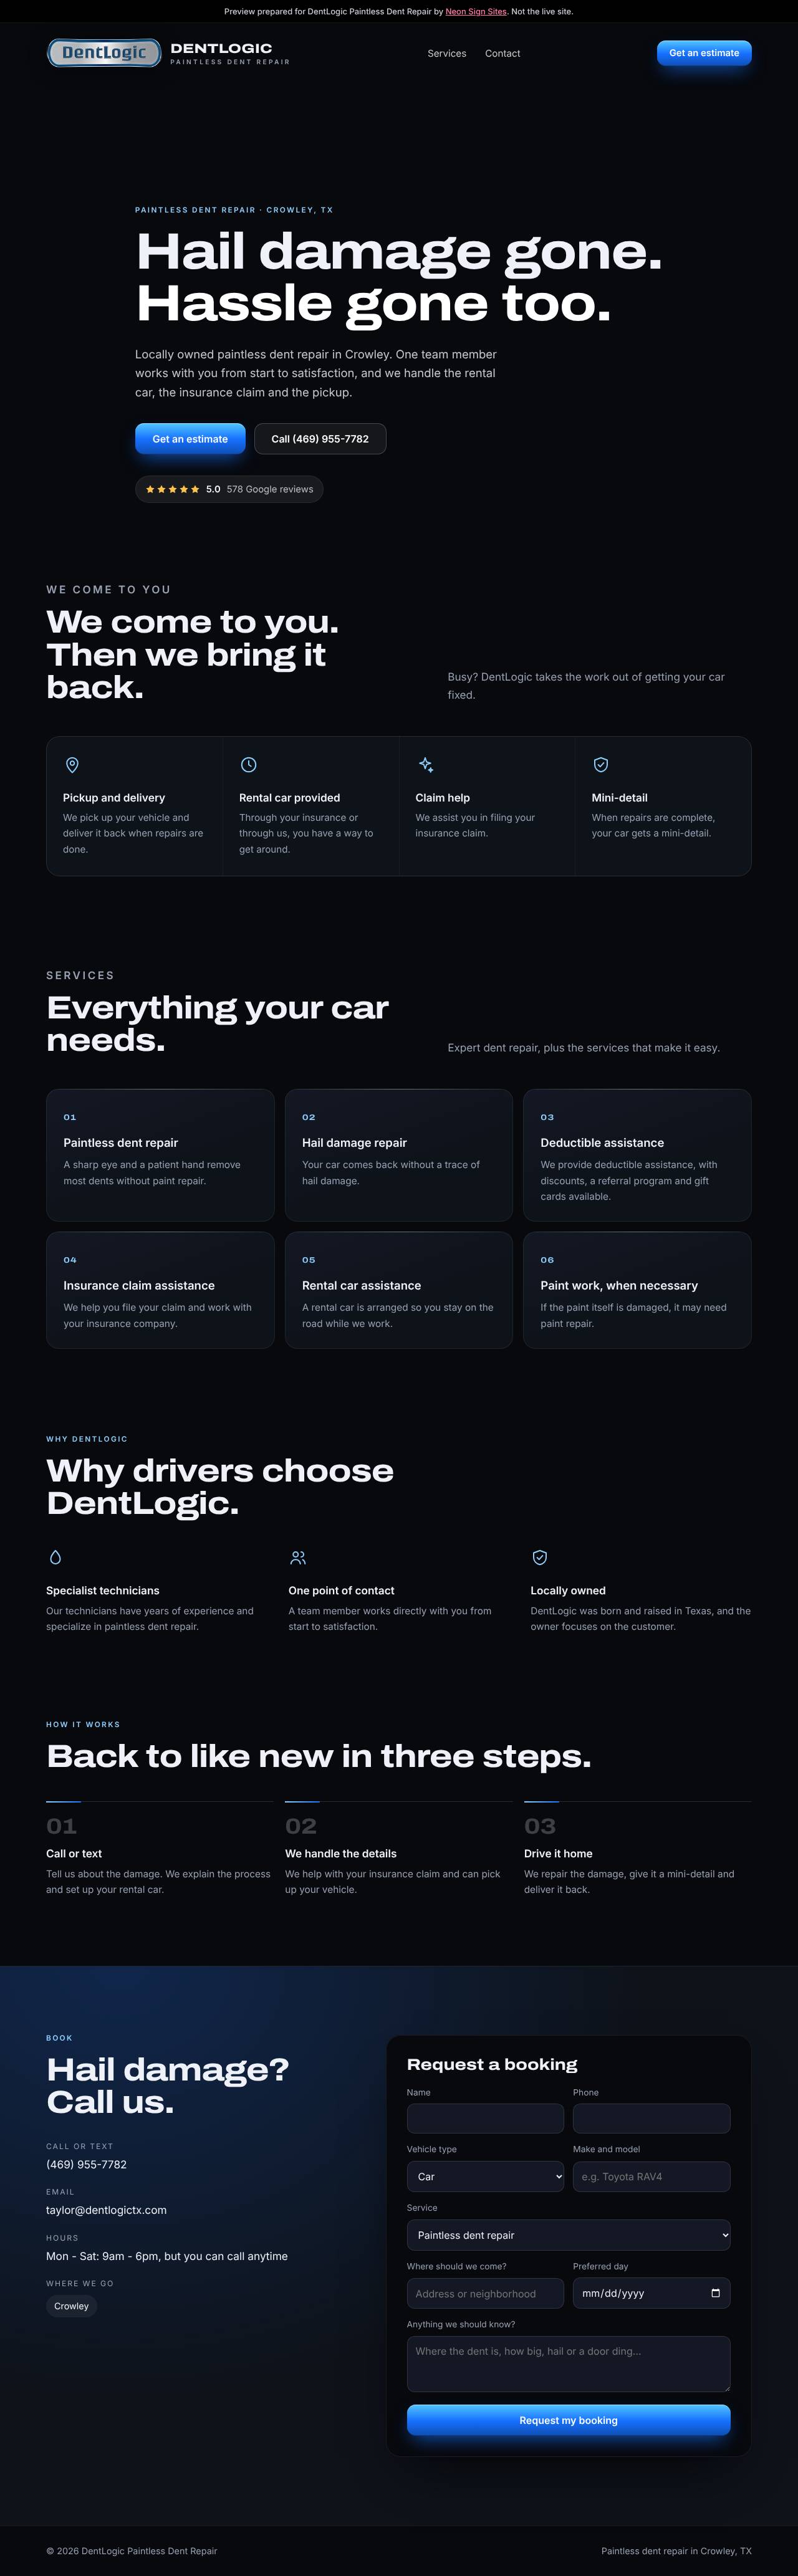 Preview prepared for DentLogic Paintless Dent Repair by Neon Sign Sites. Not the live site.
DentLogic
DENTLOGIC
PAINTLESS DENT REPAIR
Services
Contact
Get an estimate
PAINTLESS DENT REPAIR · CROWLEY, TX
Hail damage gone.
Hassle gone too.
Locally owned paintless dent repair in Crowley. One team member
works with you from start to satisfaction, and we handle the rental
car, the insurance claim and the pickup.
Get an estimate
Call (469) 955-7782
5.0 578 Google reviews
WE COME TO YOU
We come to you.
Then we bring it
back.
Busy? DentLogic takes the work out of getting your car
fixed.
Pickup and delivery
We pick up your vehicle and
deliver it back when repairs are
done.
Rental car provided
Through your insurance or
through us, you have a way to
get around.
Claim help
We assist you in filing your
insurance claim.
Mini-detail
When repairs are complete,
your car gets a mini-detail.
SERVICES
Everything your car
needs.
Expert dent repair, plus the services that make it easy.
01
Paintless dent repair
A sharp eye and a patient hand remove
most dents without paint repair.
02
Hail damage repair
Your car comes back without a trace of
hail damage.
03
Deductible assistance
We provide deductible assistance, with
discounts, a referral program and gift
cards available.
04
Insurance claim assistance
We help you file your claim and work with
your insurance company.
05
Rental car assistance
A rental car is arranged so you stay on the
road while we work.
06
Paint work, when necessary
If the paint itself is damaged, it may need
paint repair.
WHY DENTLOGIC
Why drivers choose
DentLogic.
Specialist technicians
Our technicians have years of experience and
specialize in paintless dent repair.
One point of contact
A team member works directly with you from
start to satisfaction.
Locally owned
DentLogic was born and raised in Texas, and the
owner focuses on the customer.
HOW IT WORKS
Back to like new in three steps.
01
Call or text
Tell us about the damage. We explain the process
and set up your rental car.
02
We handle the details
We help with your insurance claim and can pick
up your vehicle.
03
Drive it home
We repair the damage, give it a mini-detail and
deliver it back.
BOOK
Hail damage?
Call us.
CALL OR TEXT
(469) 955-7782
EMAIL
taylor@dentlogictx.com
HOURS
Mon - Sat: 9am - 6pm, but you can call anytime
WHERE WE GO
Crowley
Request a booking
Name
Phone
Vehicle type
Make and model
Car
e.g. Toyota RAV4
Service
Paintless dent repair
Where should we come?
Preferred day
Address or neighborhood
mm/dd/yyyy
Anything we should know?
Where the dent is, how big, hail or a door ding...
Request my booking
© 2026 DentLogic Paintless Dent Repair
Paintless dent repair in Crowley, TX